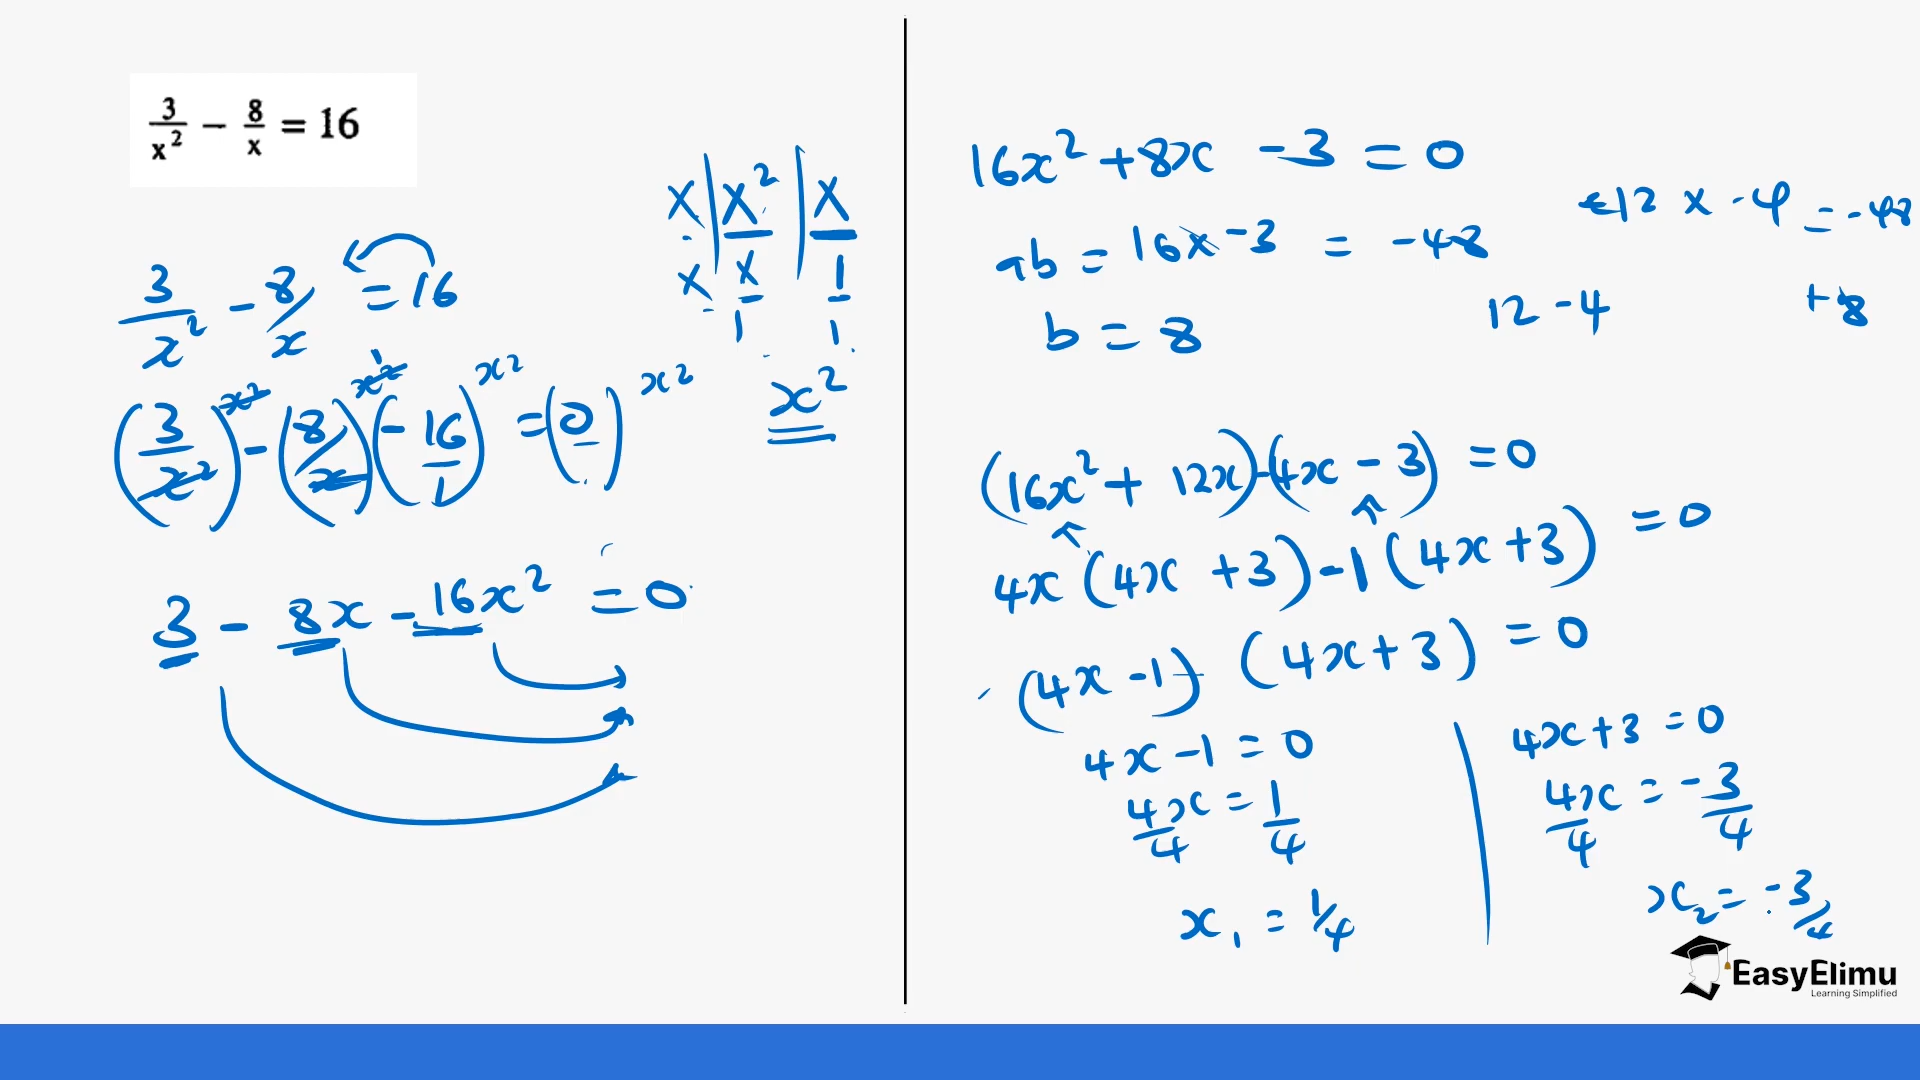 3/x² − 8/x = 16
x | x² | x
x | x/1 | 1/1
x²
3/x² − 8/x = 16
(3/x²)x² − (8/x)x² (−16/1)x² = (0)x²
3 − 8x − 16x² = 0
16x² + 8x − 3 = 0
ab = 16x − 3 = −48
b = 8
12 x −4 = −48
12 −4 +8
(16x² + 12x) − (4x − 3) = 0
4x (4x + 3) − 1 (4x + 3) = 0
(4x − 1) (4x + 3) = 0
4x − 1 = 0
4x/4 = 1/4
x₁ = 1/4
4x + 3 = 0
4x/4 = −3/4
x₂ = −3/4
EasyElimu
Learning Simplified